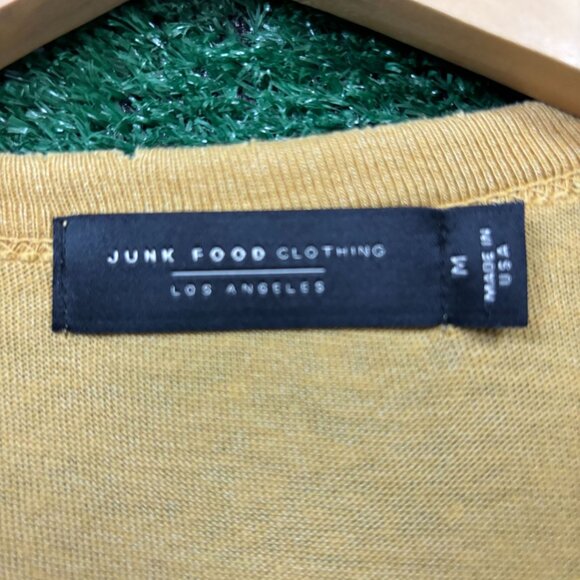 JUNK FOOD CLOTHING
LOS ANGELES
M
MADE IN
USA